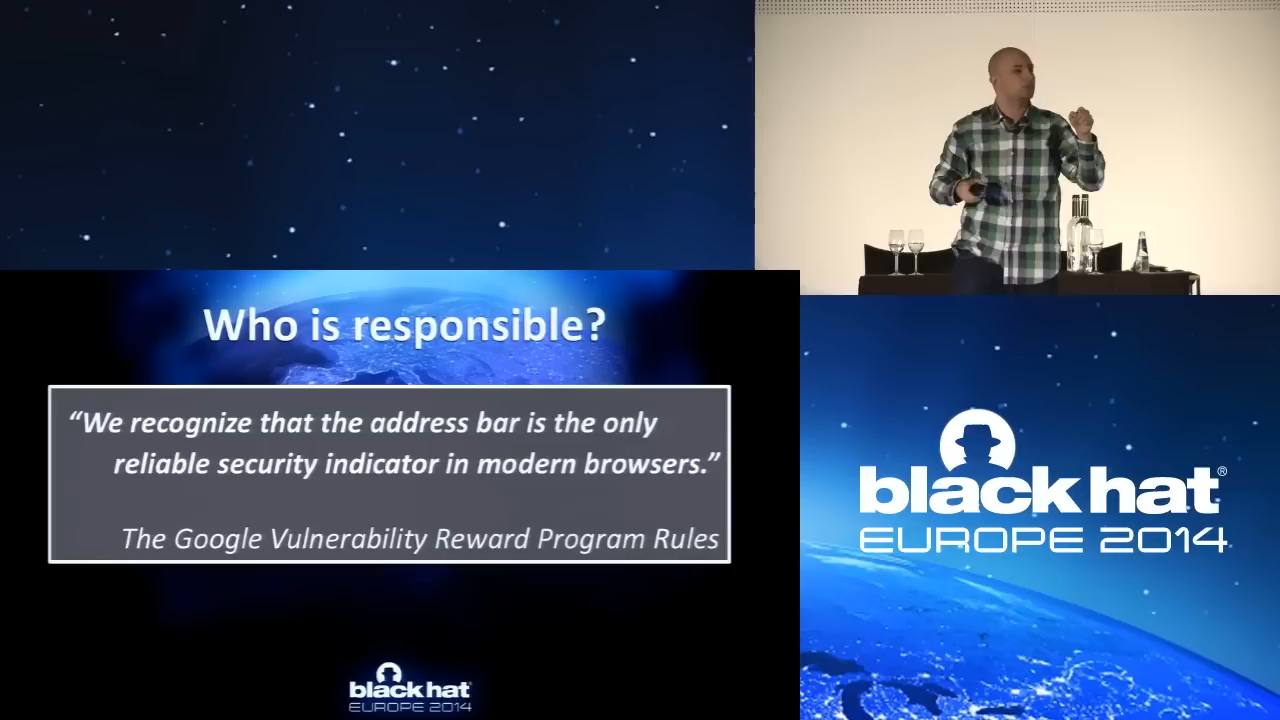 Who is responsible?
“We recognize that the address bar is the only
reliable security indicator in modern browsers.”
The Google Vulnerability Reward Program Rules
black hat®
EUROPE 2014
black hat®
EUROPE 2014